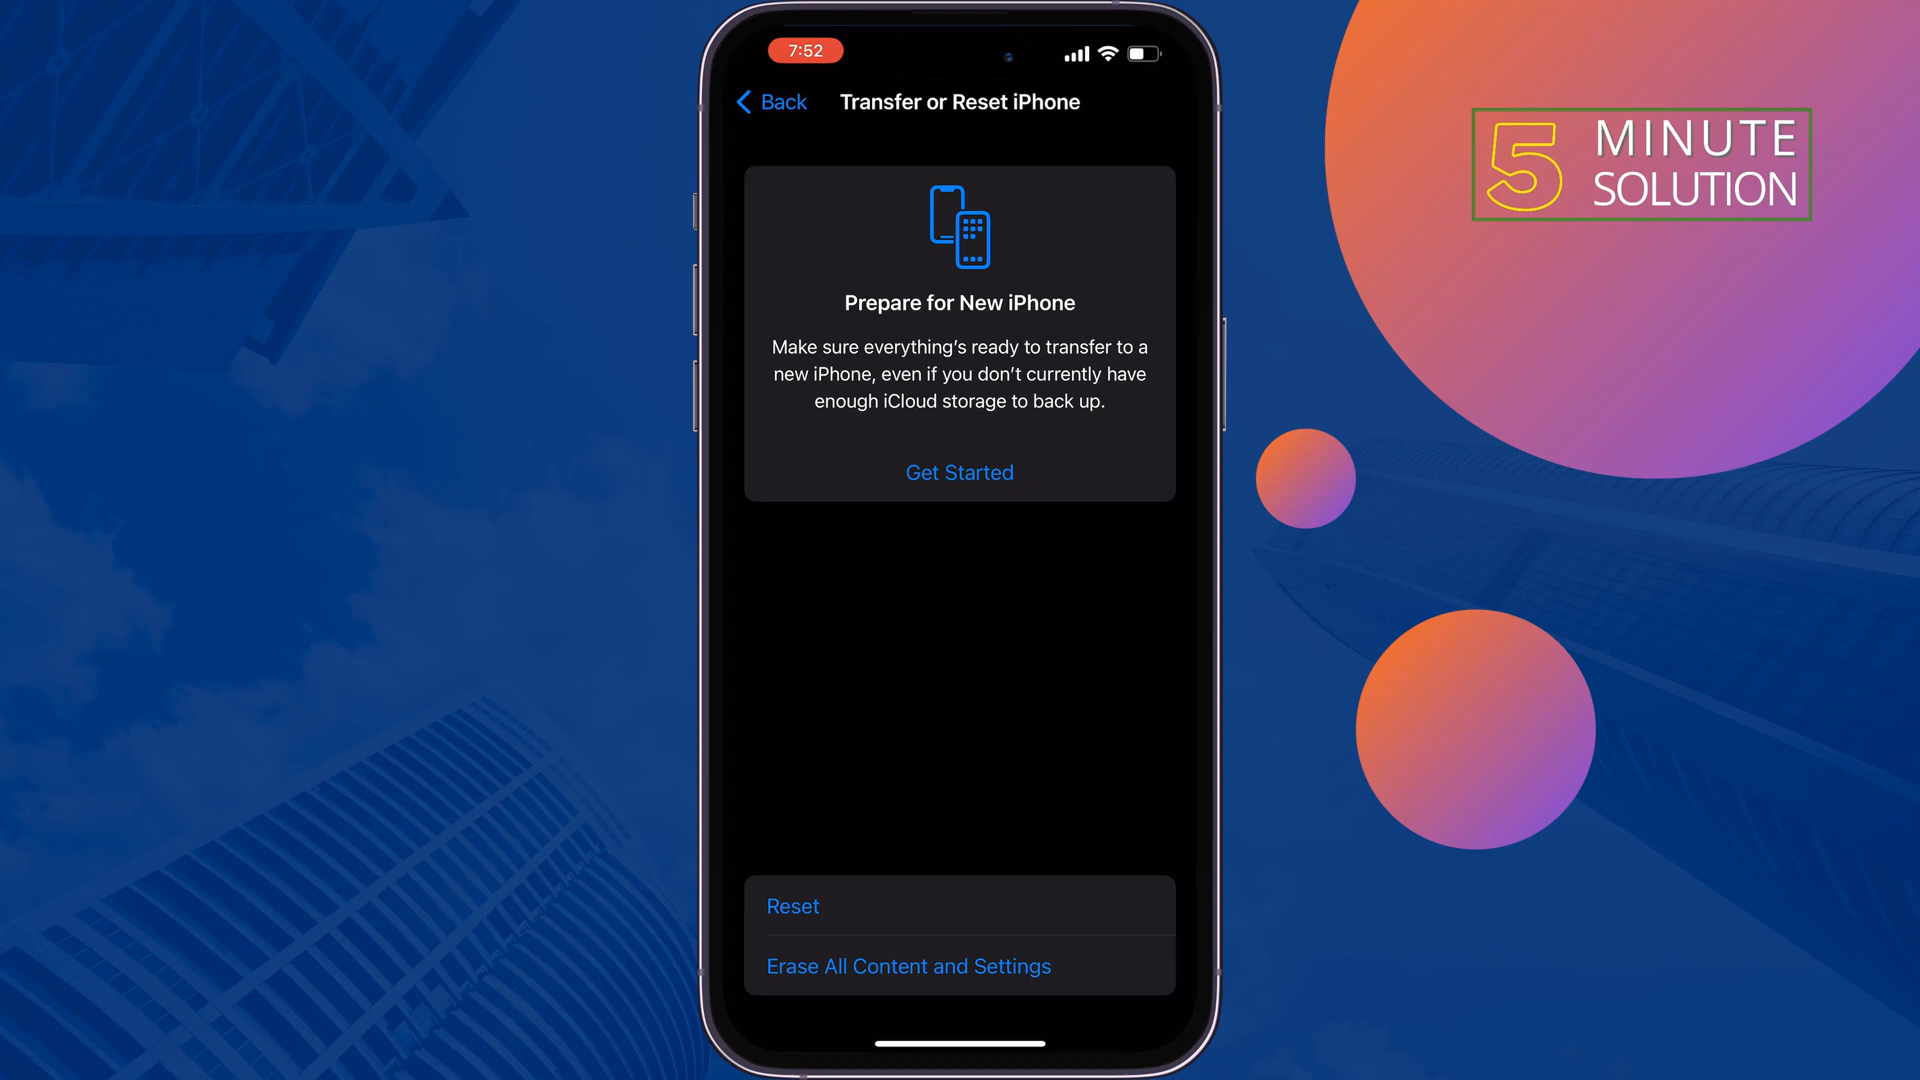 7:52
Back
Transfer or Reset iPhone
5 MINUTE
SOLUTION
Prepare for New iPhone
Make sure everything’s ready to transfer to a
new iPhone, even if you don’t currently have
enough iCloud storage to back up.
Get Started
Reset
Erase All Content and Settings